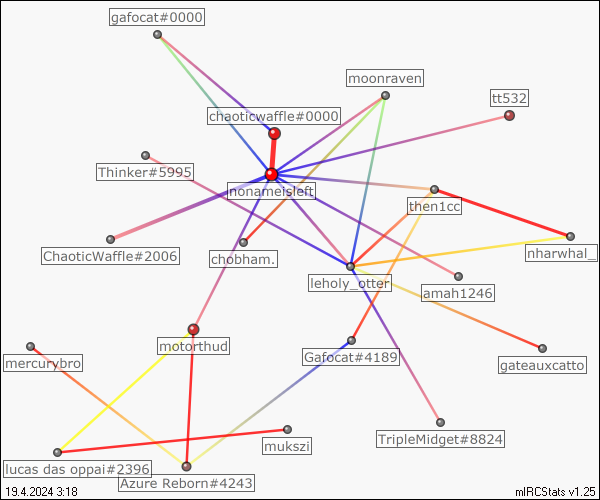 gafocat#0000
moonraven
tt532
chaoticwaffle#0000
Thinker#5995
nonameisleft
then1cc
ChaoticWaffle#2006
chobham.
nharwhal_
leholy_otter
amah1246
motorthud
mercurybro
Gafocat#4189
gateauxcatto
TripleMidget#8824
mukszi
lucas das oppai#2396
Azure Reborn#4243
19.4.2024 3:18
mIRCStats v1.25